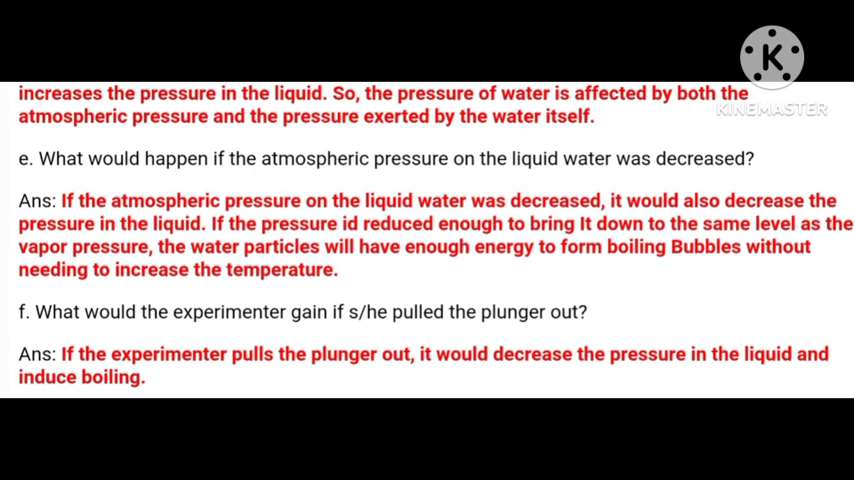 K
KINEMASTER
increases the pressure in the liquid. So, the pressure of water is affected by both the
atmospheric pressure and the pressure exerted by the water itself.
e. What would happen if the atmospheric pressure on the liquid water was decreased?
Ans: If the atmospheric pressure on the liquid water was decreased, it would also decrease the
pressure in the liquid. If the pressure id reduced enough to bring It down to the same level as the
vapor pressure, the water particles will have enough energy to form boiling Bubbles without
needing to increase the temperature.
f. What would the experimenter gain if s/he pulled the plunger out?
Ans: If the experimenter pulls the plunger out, it would decrease the pressure in the liquid and
induce boiling.